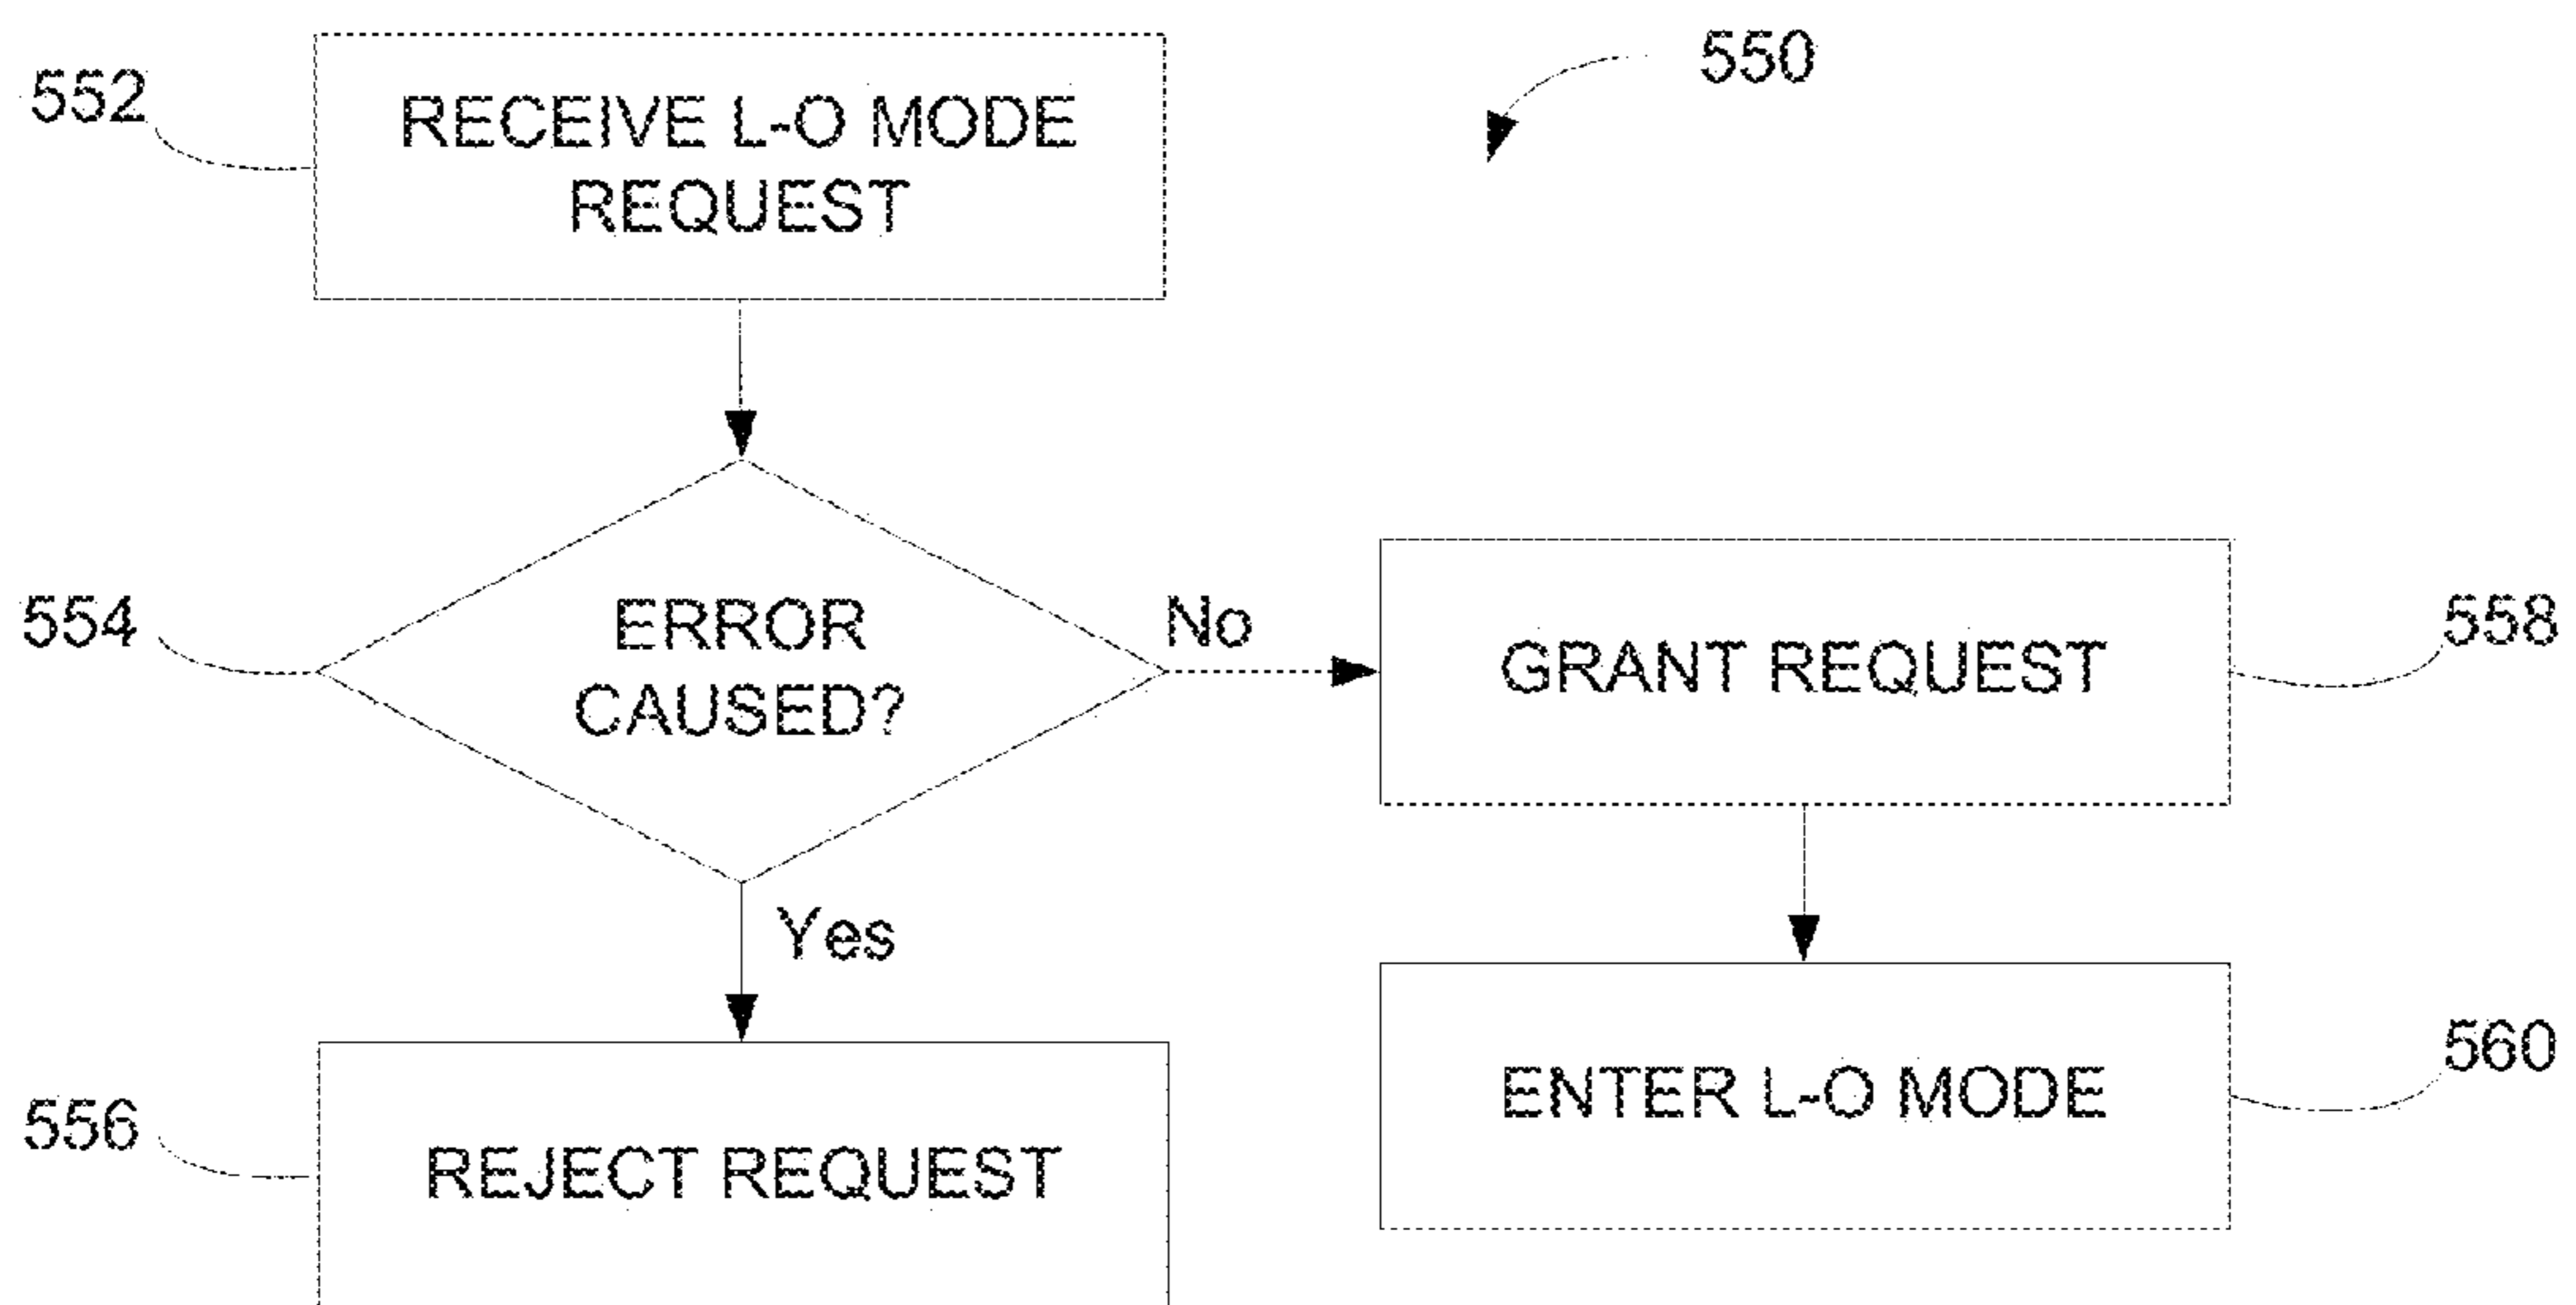 550
552
RECEIVE L-O MODE
REQUEST
554
ERROR
CAUSED?
No
558
GRANT REQUEST
Yes
560
ENTER L-O MODE
556
REJECT REQUEST